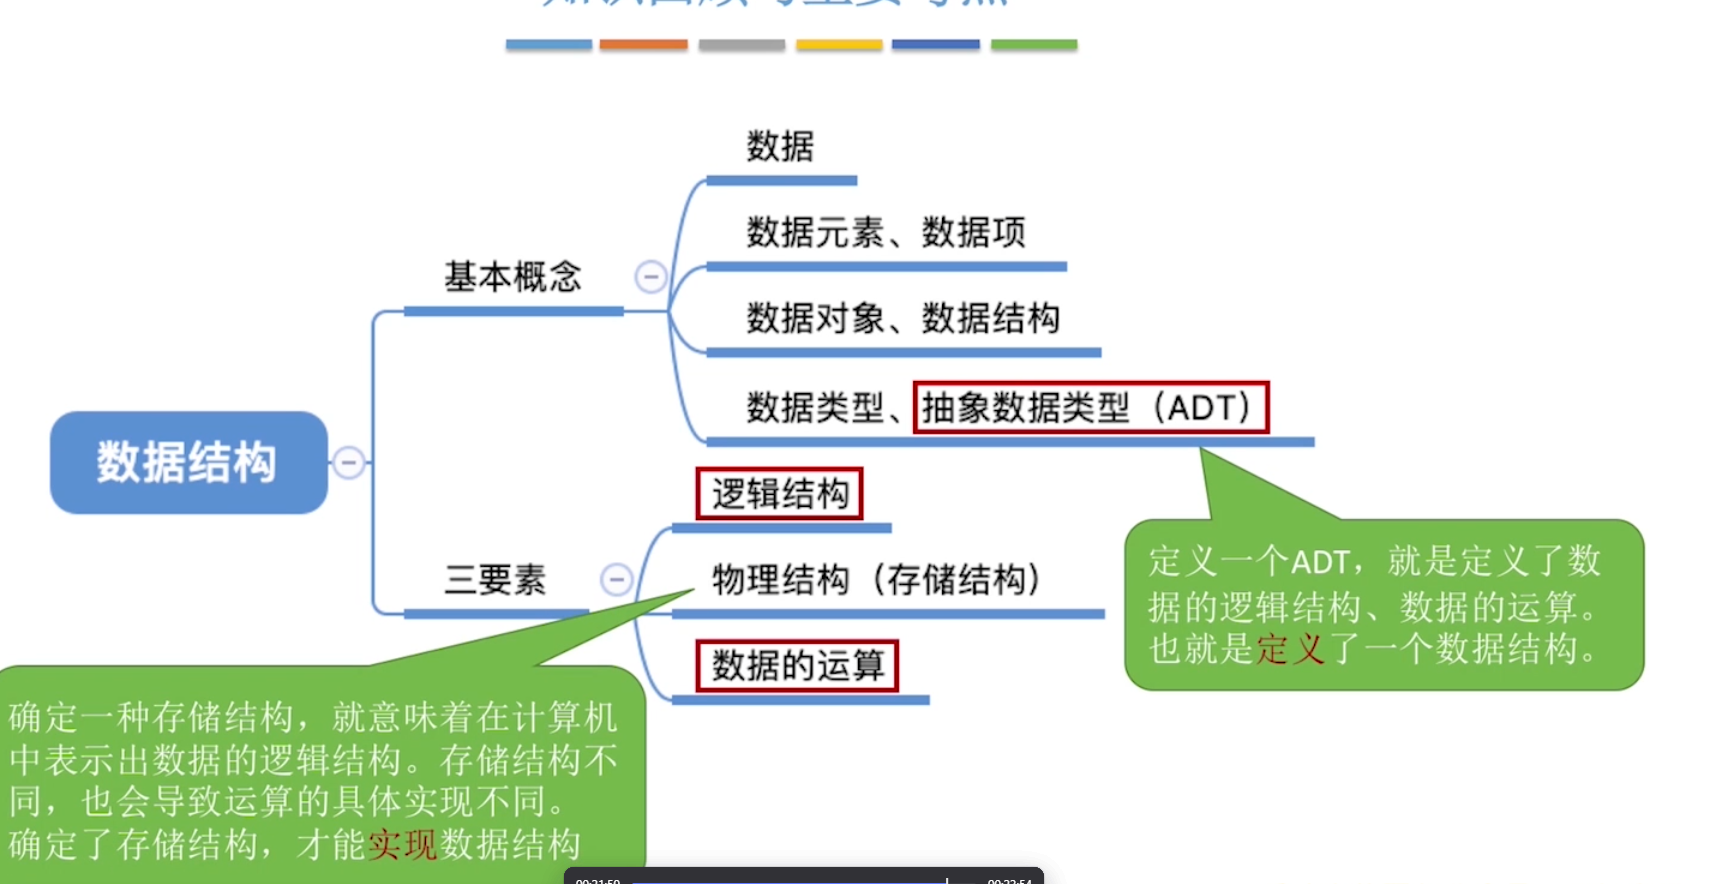 数据
数据元素、数据项
基本概念
数据对象、数据结构
数据类型、抽象数据类型（ADT）
数据结构
逻辑结构
三要素
物理结构（存储结构）
数据的运算
定义一个ADT，就是定义了数
据的逻辑结构、数据的运算。
也就是定义了一个数据结构。
确定一种存储结构，就意味着在计算机
中表示出数据的逻辑结构。存储结构不
同，也会导致运算的具体实现不同。
确定了存储结构，才能实现数据结构